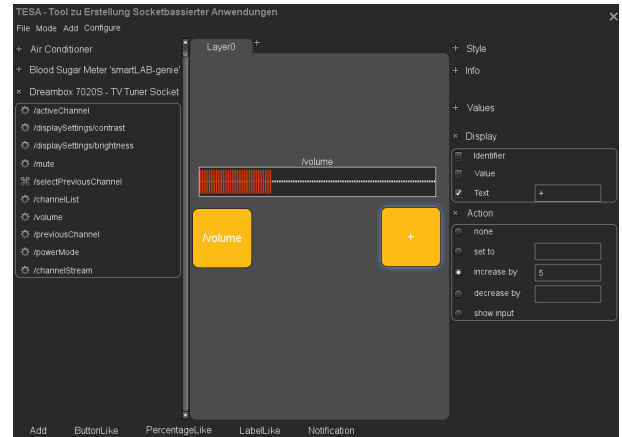 TESA - Tool zu Erstellung Socketbassierter Anwendungen
File Mode Add Configure
+ Air Conditioner
+ Blood Sugar Meter 'smartLAB-genie'
× Dreambox 7020S - TV Tuner Socket
/activeChannel
/displaySettings/contrast
/displaySettings/brightness
/mute
/selectPreviousChannel
/channelList
/volume
/previousChannel
/powerMode
/channelStream
Layer0 +
/volume
/volume
+
+ Style
+ Info
+ Values
× Display
Identifier
Value
Text +
× Action
none
set to
increase by 5
decrease by
show input
Add ButtonLike PercentageLike LabelLike Notification